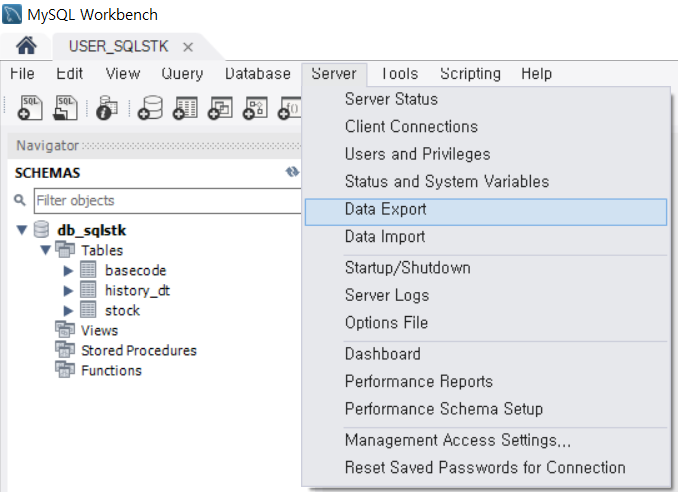 MySQL Workbench
USER_SQLSTK ×
File Edit View Query Database Server Tools Scripting Help
SQL SQL
Navigator
SCHEMAS
Filter objects
db_sqlstk
Tables
basecode
history_dt
stock
Views
Stored Procedures
Functions
Server Status
Client Connections
Users and Privileges
Status and System Variables
Data Export
Data Import
Startup/Shutdown
Server Logs
Options File
Dashboard
Performance Reports
Performance Schema Setup
Management Access Settings...
Reset Saved Passwords for Connection